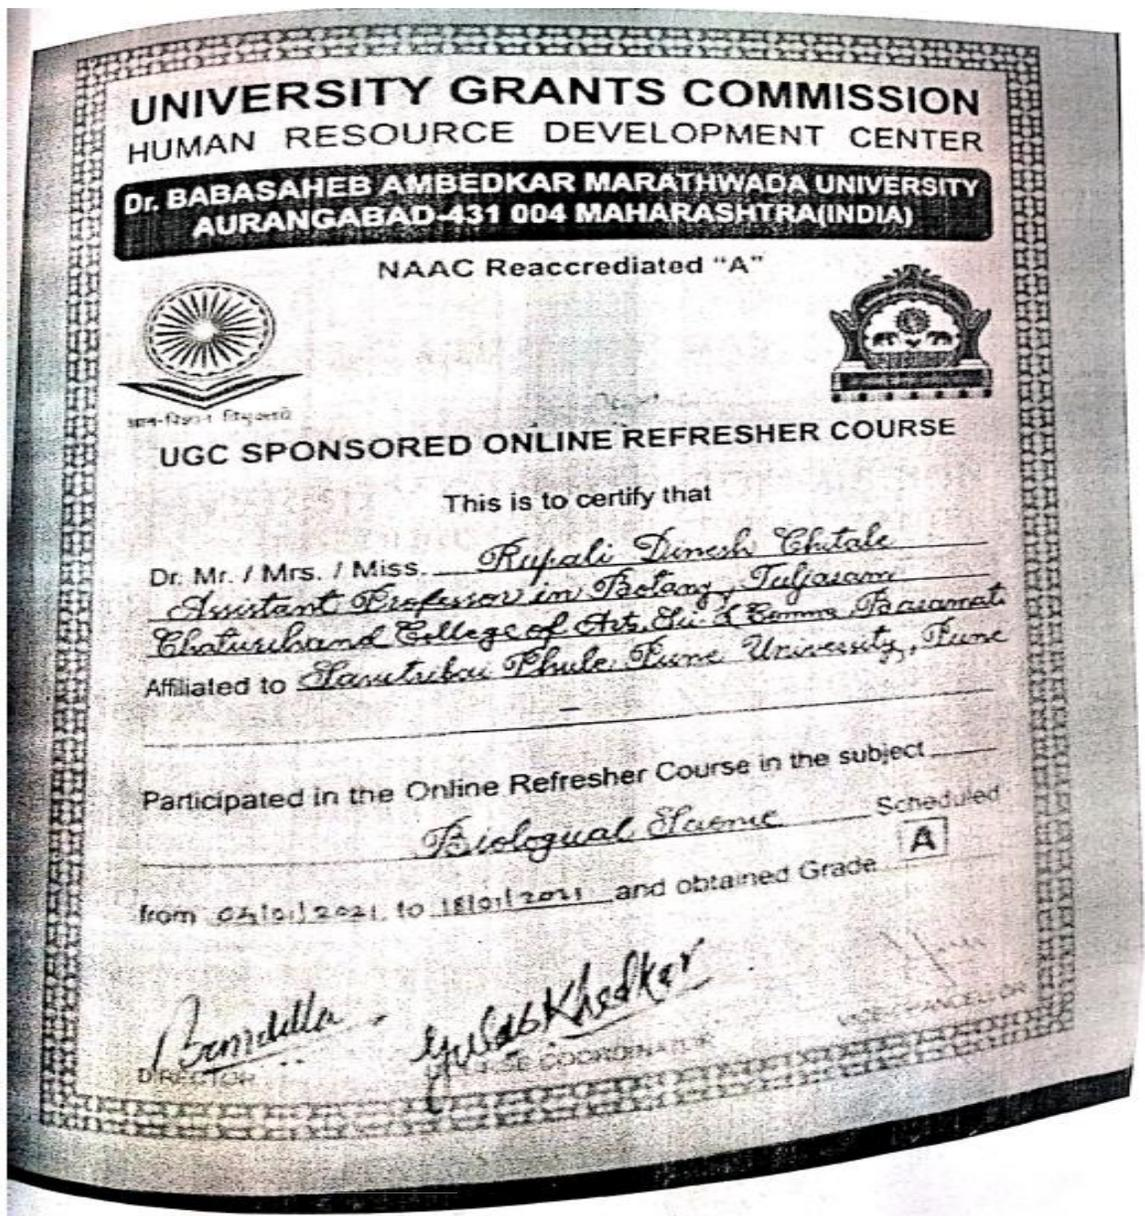 UNIVERSITY GRANTS COMMISSION
HUMAN RESOURCE DEVELOPMENT CENTER
Dr. BABASAHEB AMBEDKAR MARATHWADA UNIVERSITY
AURANGABAD-431 004 MAHARASHTRA(INDIA)
NAAC Reaccrediated “A”
UGC SPONSORED ONLINE REFRESHER COURSE
This is to certify that
Dr. Mr. / Mrs. / Miss. Rupali Dinesh Chitale
Assistant Professor in Botany, Tuljaram
Chaturchand College of Arts, Sci. & Comm. Baramati
Affiliated to Savitribai Phule Pune University, Pune
Participated in the Online Refresher Course in the subject
Biological Science Scheduled
from /01/2021 to 18/01/2021 and obtained Grade A
Gulab Khedkar
DIRECTOR COORDINATOR VICE-CHANCELLOR